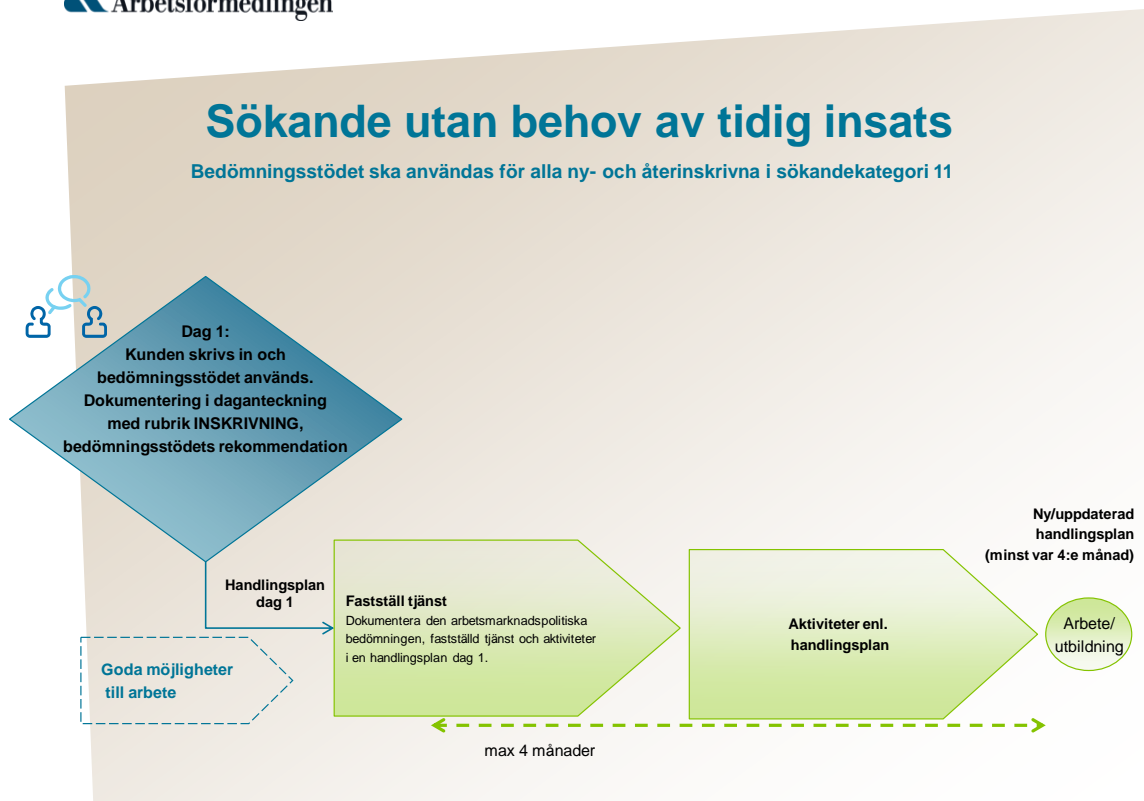 Arbetsförmedlingen
Sökande utan behov av tidig insats
Bedömningsstödet ska användas för alla ny- och återinskrivna i sökandekategori 11
Dag 1:
Kunden skrivs in och
bedömningsstödet används.
Dokumentering i daganteckning
med rubrik INSKRIVNING,
bedömningsstödets rekommendation
Handlingsplan
dag 1
Goda möjligheter
till arbete
Fastställ tjänst
Dokumentera den arbetsmarknadspolitiska
bedömningen, fastställd tjänst och aktiviteter
i en handlingsplan dag 1.
Aktiviteter enl.
handlingsplan
Ny/uppdaterad
handlingsplan
(minst var 4:e månad)
Arbete/
utbildning
max 4 månader